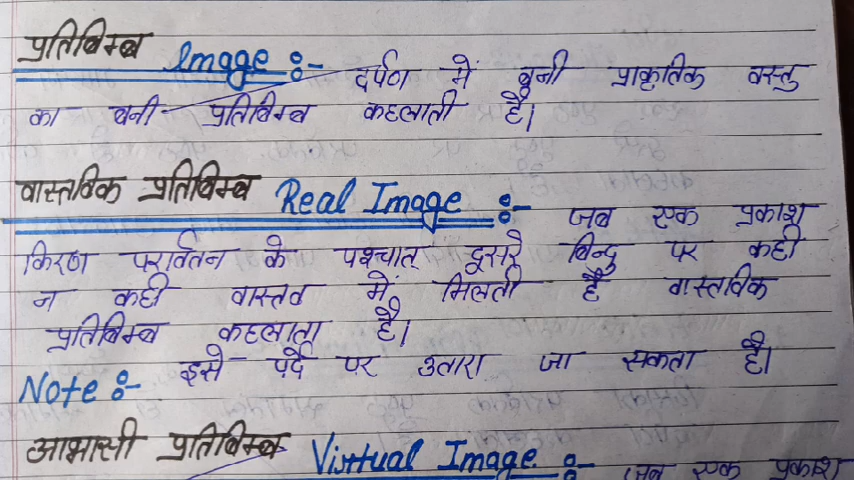 प्रतिबिम्ब Image :- दर्पण में बनी प्राकृतिक वस्तु
का बनी प्रतिबिम्ब कहलाती है।
वास्तविक प्रतिबिम्ब Real Image :- जब एक प्रकाश
किरण परावर्तन के पश्चात् दूसरे बिन्दु पर कही
न कही वास्तव में मिलती है वास्तविक
प्रतिबिम्ब कहलाता है।
Note :- इसे पर्दे पर उतारा जा सकता है।
आभासी प्रतिबिम्ब Virtual Image :- जब एक प्रकाश